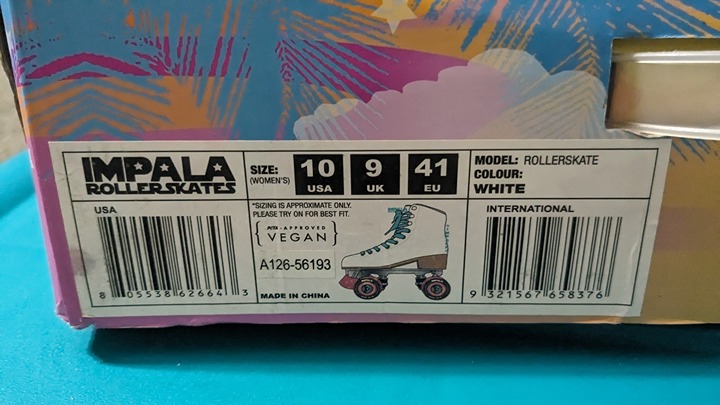 IMPALA
ROLLERSKATES
SIZE:
(WOMEN'S)
10
USA
9
UK
41
EU
MODEL: ROLLERSKATE
COLOUR:
WHITE
USA
8 05538 62664 3
*SIZING IS APPROXIMATE ONLY.
PLEASE TRY ON FOR BEST FIT.
PETA-APPROVED
VEGAN
A126-56193
MADE IN CHINA
INTERNATIONAL
9 321567 658376